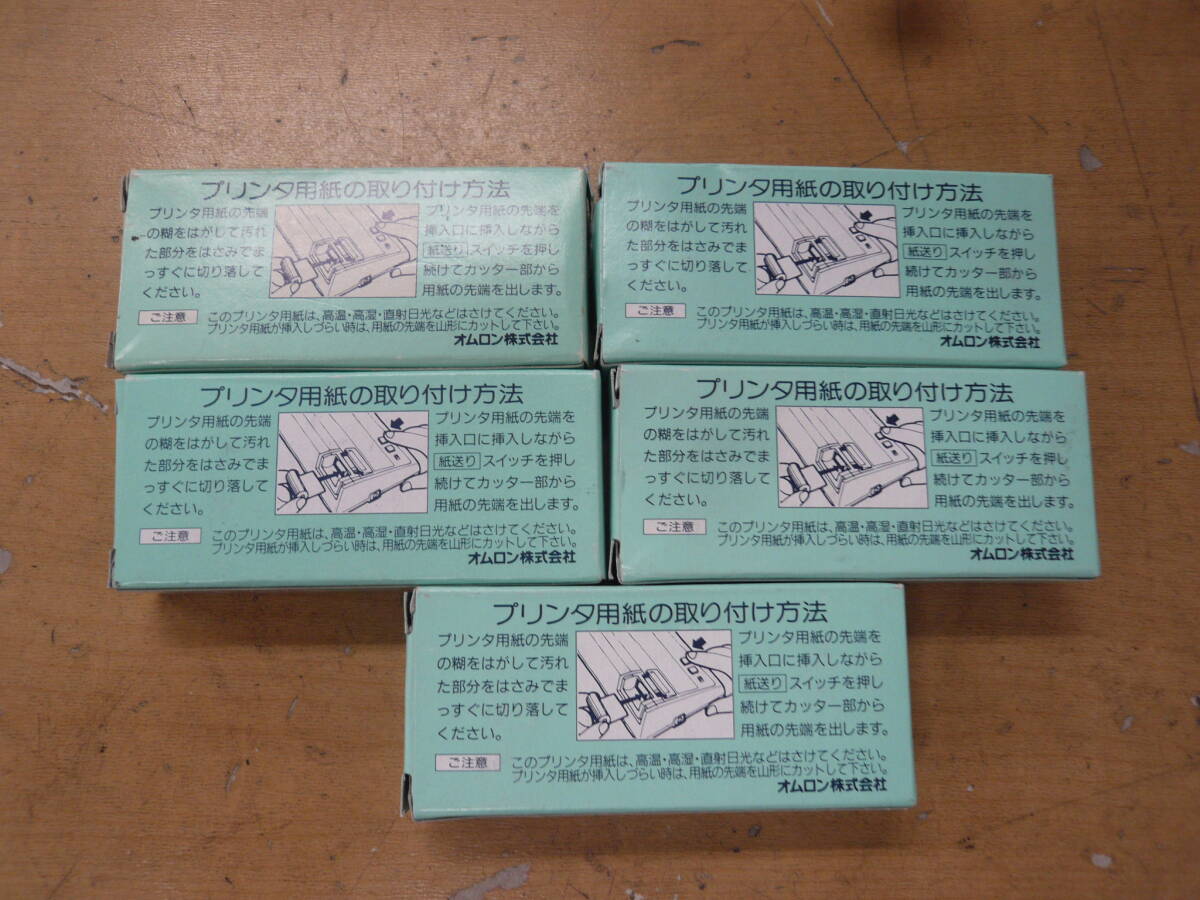 プリンタ用紙の取り付け方法
プリンタ用紙の先端
の糊をはがして汚れ
た部分をはさみでま
っすぐに切り落して
ください。
プリンタ用紙の先端を
挿入口に挿入しながら
紙送り スイッチを押し
続けてカッター部から
用紙の先端を出します。
ご注意 このプリンタ用紙は、高温・高湿・直射日光などはさけてください。
プリンタ用紙が挿入しづらい時は、用紙の先端を山形にカットして下さい。
オムロン株式会社
プリンタ用紙の取り付け方法
プリンタ用紙の先端
の糊をはがして汚れ
た部分をはさみでま
っすぐに切り落して
ください。
プリンタ用紙の先端を
挿入口に挿入しながら
紙送り スイッチを押し
続けてカッター部から
用紙の先端を出します。
ご注意 このプリンタ用紙は、高温・高湿・直射日光などはさけてください。
プリンタ用紙が挿入しづらい時は、用紙の先端を山形にカットして下さい。
オムロン株式会社
プリンタ用紙の取り付け方法
プリンタ用紙の先端
の糊をはがして汚れ
た部分をはさみでま
っすぐに切り落して
ください。
プリンタ用紙の先端を
挿入口に挿入しながら
紙送り スイッチを押し
続けてカッター部から
用紙の先端を出します。
ご注意 このプリンタ用紙は、高温・高湿・直射日光などはさけてください。
プリンタ用紙が挿入しづらい時は、用紙の先端を山形にカットして下さい。
オムロン株式会社
プリンタ用紙の取り付け方法
プリンタ用紙の先端
の糊をはがして汚れ
た部分をはさみでま
っすぐに切り落して
ください。
プリンタ用紙の先端を
挿入口に挿入しながら
紙送り スイッチを押し
続けてカッター部から
用紙の先端を出します。
ご注意 このプリンタ用紙は、高温・高湿・直射日光などはさけてください。
プリンタ用紙が挿入しづらい時は、用紙の先端を山形にカットして下さい。
オムロン株式会社
プリンタ用紙の取り付け方法
プリンタ用紙の先端
の糊をはがして汚れ
た部分をはさみでま
っすぐに切り落して
ください。
プリンタ用紙の先端を
挿入口に挿入しながら
紙送り スイッチを押し
続けてカッター部から
用紙の先端を出します。
ご注意 このプリンタ用紙は、高温・高湿・直射日光などはさけてください。
プリンタ用紙が挿入しづらい時は、用紙の先端を山形にカットして下さい。
オムロン株式会社